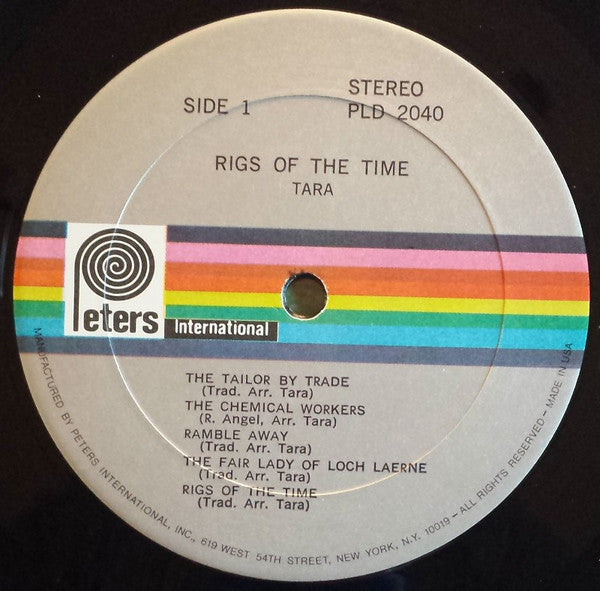 SIDE 1
STEREO
PLD 2040
RIGS OF THE TIME
TARA
Peters
International
THE TAILOR BY TRADE
(Trad. Arr. Tara)
THE CHEMICAL WORKERS
(R. Angel, Arr. Tara)
RAMBLE AWAY
(Trad. Arr. Tara)
THE FAIR LADY OF LOCH LAERNE
(Trad. Arr. Tara)
RIGS OF THE TIME
(Trad. Arr. Tara)
MANUFACTURED BY PETERS INTERNATIONAL, INC., 619 WEST 54TH STREET, NEW YORK, N.Y. 10019 – ALL RIGHTS RESERVED – MADE IN USA